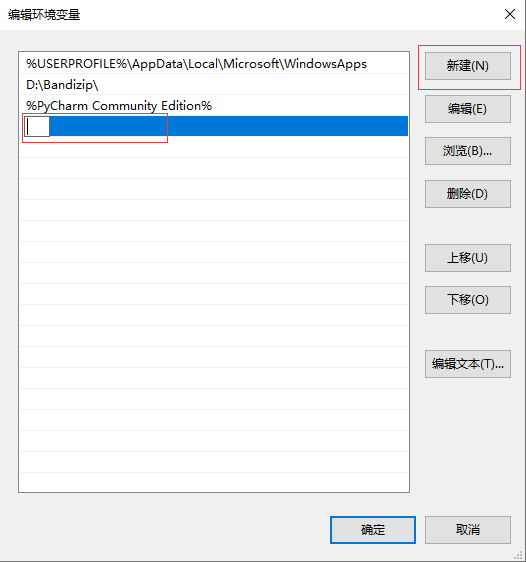 编辑环境变量
%USERPROFILE%\AppData\Local\Microsoft\WindowsApps
D:\Bandizip\
%PyCharm Community Edition%
新建(N)
编辑(E)
浏览(B)...
删除(D)
上移(U)
下移(O)
编辑文本(T)...
确定
取消